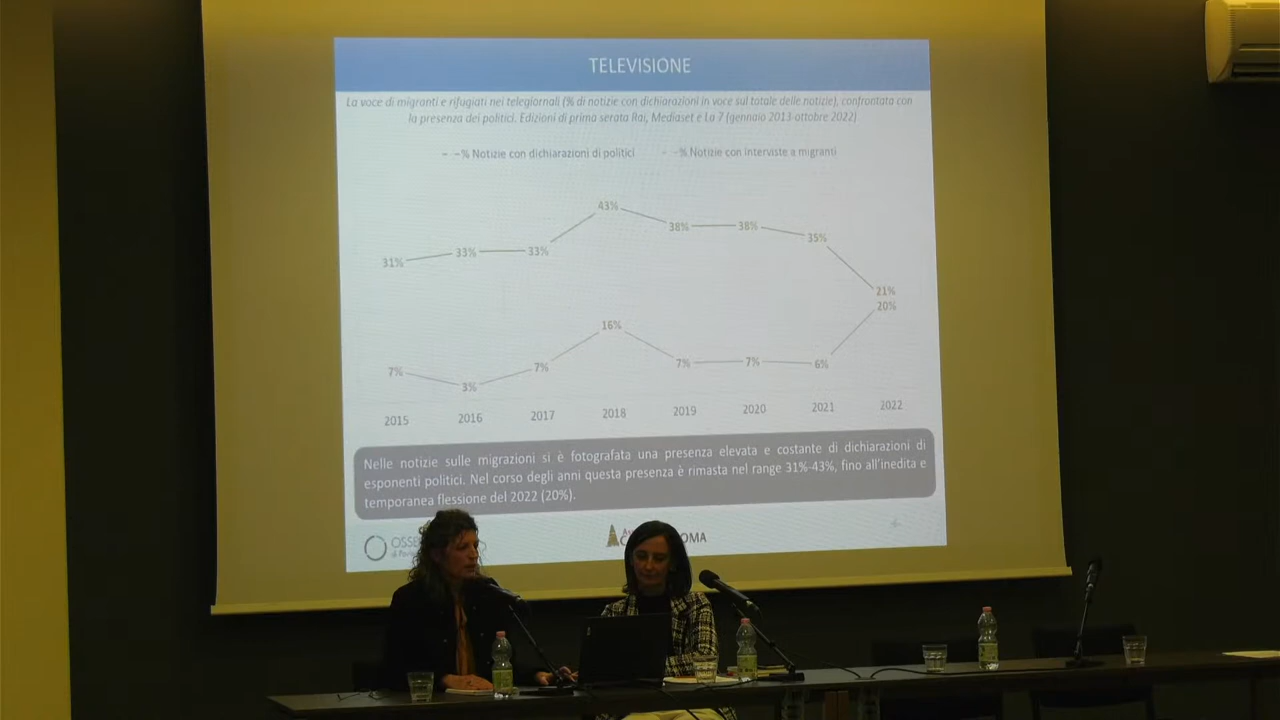 TELEVISIONE
La voce di migranti e rifugiati nei telegiornali (% di notizie con dichiarazioni in voce sul totale delle notizie), confrontata con
la presenza dei politici. Edizioni di prima serata Rai, Mediaset e La 7 (gennaio 2013-ottobre 2022)
% Notizie con dichiarazioni di politici % Notizie con interviste a migranti
31% 33% 33% 43% 38% 38% 35% 21%
7% 3% 7% 16% 7% 7% 6% 20%
2015 2016 2017 2018 2019 2020 2021 2022
Nelle notizie sulle migrazioni si è fotografata una presenza elevata e costante di dichiarazioni di
esponenti politici. Nel corso degli anni questa presenza è rimasta nel range 31%-43%, fino all'inedita e
temporanea flessione del 2022 (20%).